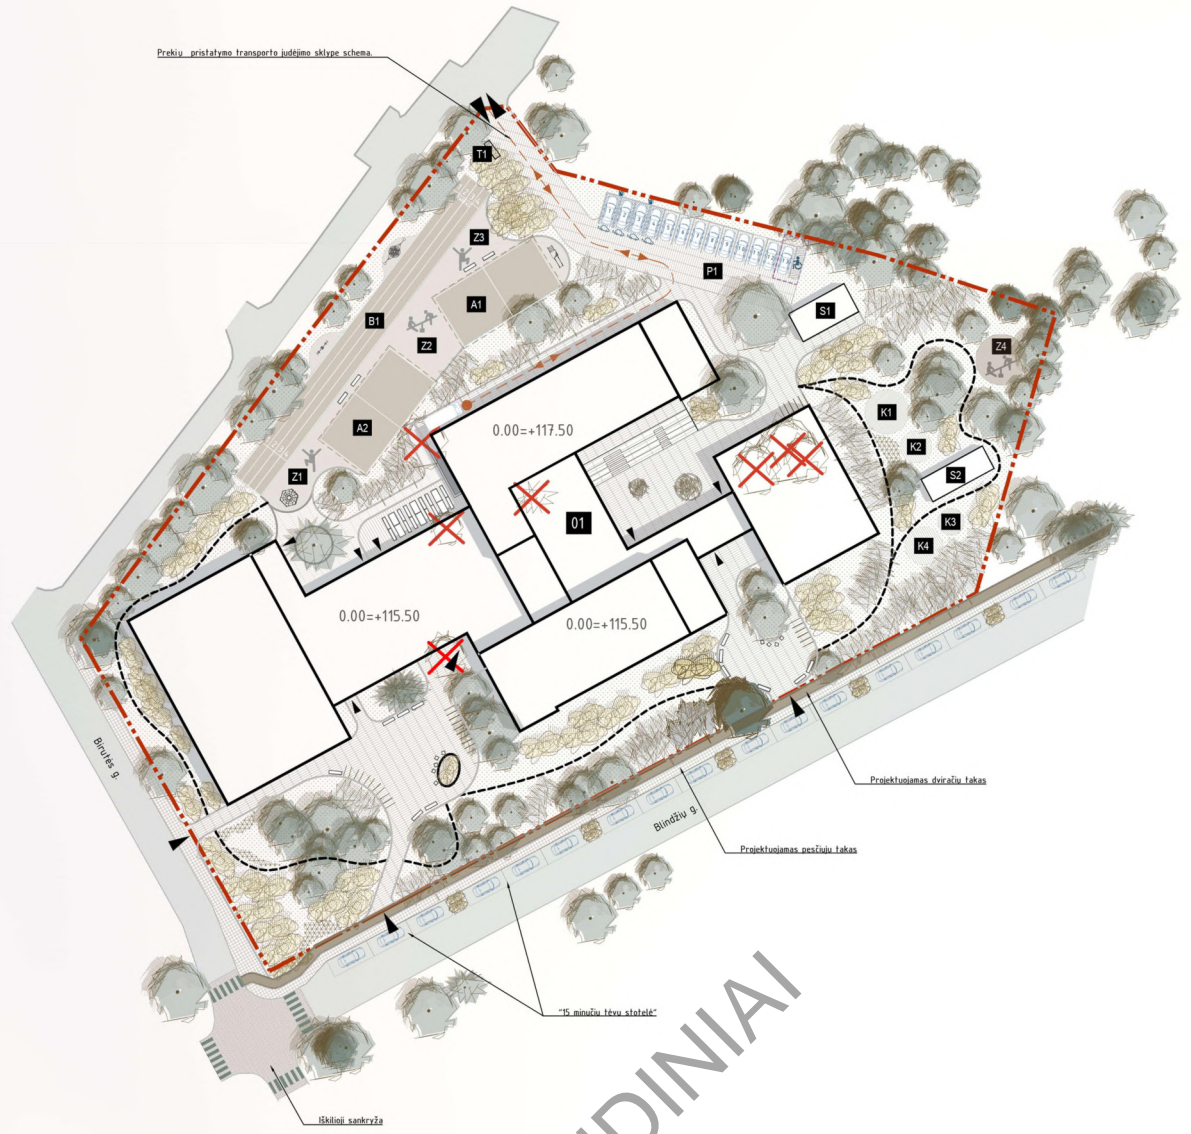 Prekių pristatymo transporto judėjimo sklype schema.
T1
Z3
P1
A1
S1
B1
Z2
Z4
K1
A2
0.00=+117.50
K2
Z1
S2
01
K3
K4
0.00=+115.50
0.00=+115.50
Birutės g.
Projektuojamas dviračių takas
Blindžių g.
Projektuojamas pesčiųjų takas
"15 minučių tėvų stotelė"
Iškilioji sankryža